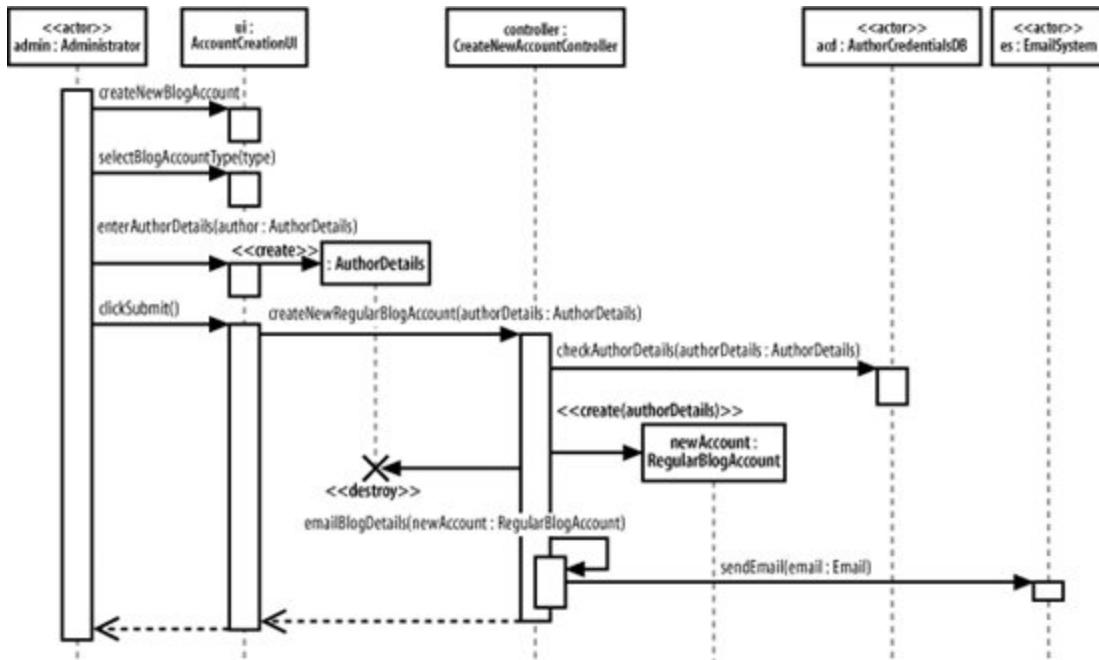 <<actor>>
admin : Administrator
ui :
AccountCreationUI
controller :
CreateNewAccountController
<<actor>>
acd : AuthorCredentialsDB
<<actor>>
es : EmailSystem
createNewBlogAccount
selectBlogAccountType(type)
enterAuthorDetails(author : AuthorDetails)
<<create>>
: AuthorDetails
clickSubmit()
createNewRegularBlogAccount(authorDetails : AuthorDetails)
checkAuthorDetails(authorDetails : AuthorDetails)
<<create(authorDetails)>>
newAccount :
RegularBlogAccount
<<destroy>>
emailBlogDetails(newAccount : RegularBlogAccount)
sendEmail(email : Email)